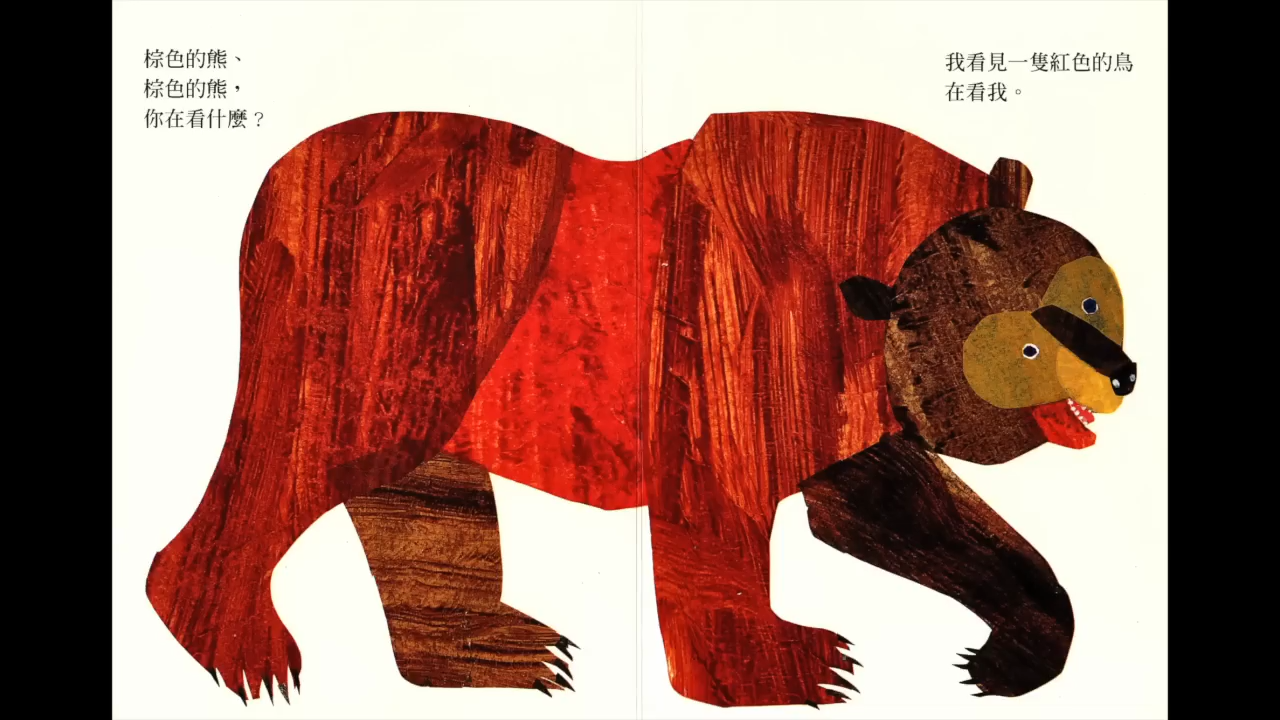 棕色的熊、
棕色的熊，
你在看什麼？
我看見一隻紅色的鳥
在看我。